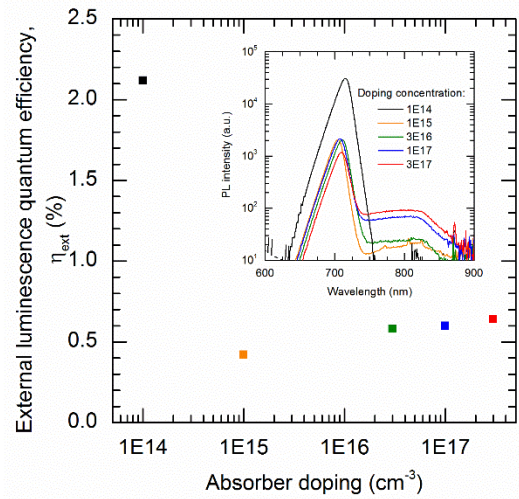 External luminescence quantum efficiency,
η_ext (%)
2.5
2.0
1.5
1.0
0.5
0.0
1E14 1E15 1E16 1E17
Absorber doping (cm⁻³)
PL intensity (a.u.)
10⁵
10⁴
10³
10²
10¹
600 700 800 900
Wavelength (nm)
Doping concentration:
1E14
1E15
3E16
1E17
3E17